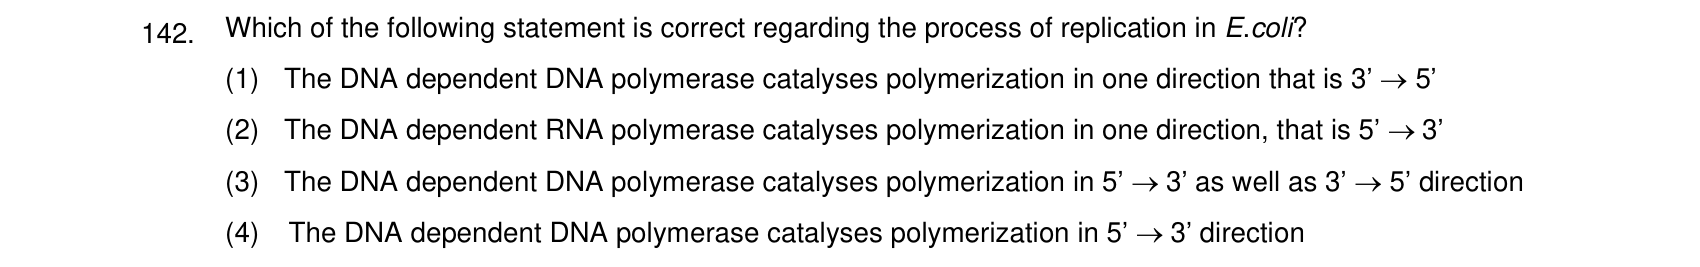 142. Which of the following statement is correct regarding the process of replication in E.coli?
(1) The DNA dependent DNA polymerase catalyses polymerization in one direction that is 3’ → 5’
(2) The DNA dependent RNA polymerase catalyses polymerization in one direction, that is 5’ → 3’
(3) The DNA dependent DNA polymerase catalyses polymerization in 5’ → 3’ as well as 3’ → 5’ direction
(4) The DNA dependent DNA polymerase catalyses polymerization in 5’ → 3’ direction